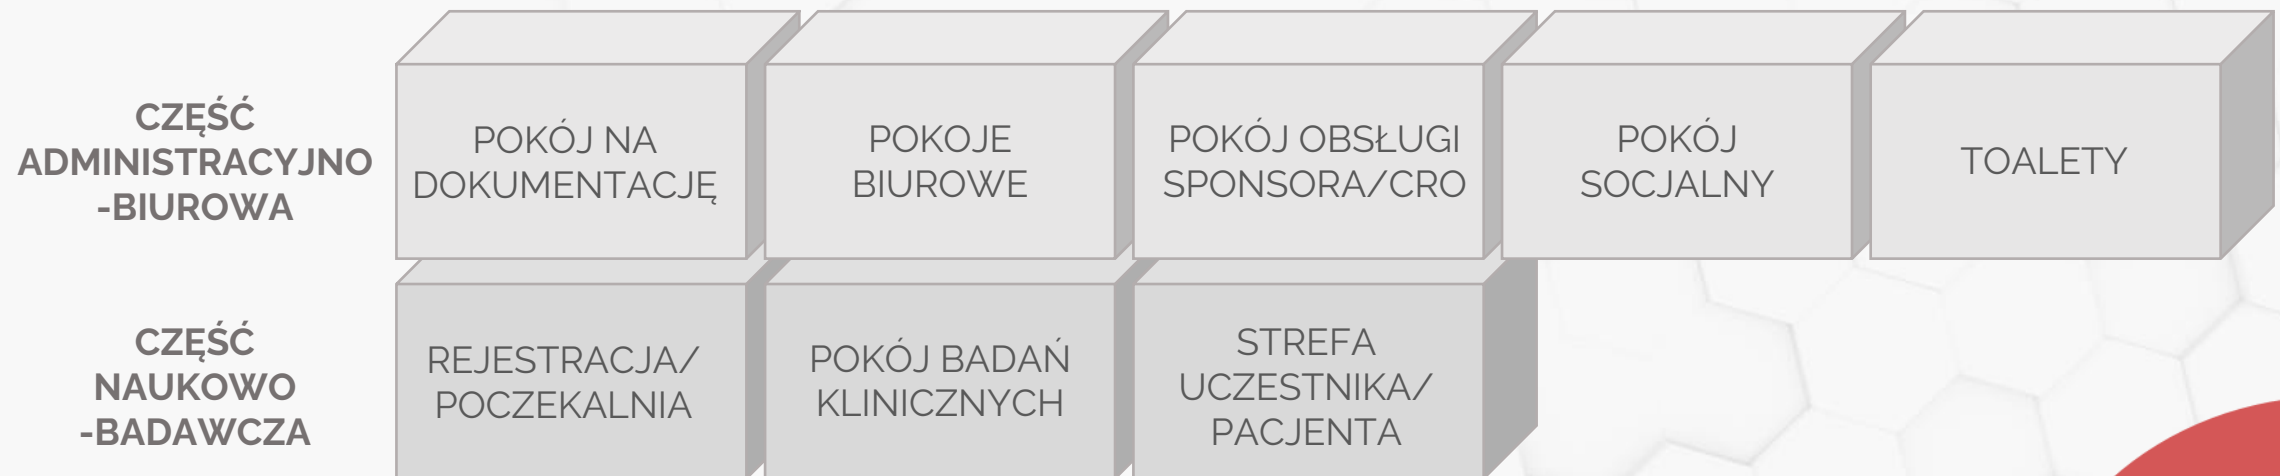 CZĘŚĆ
ADMINISTRACYJNO
-BIUROWA
POKÓJ NA
DOKUMENTACJĘ
POKOJE
BIUROWE
POKÓJ OBSŁUGI
SPONSORA/CRO
POKÓJ
SOCJALNY
TOALETY
CZĘŚĆ
NAUKOWO
-BADAWCZA
REJESTRACJA/
POCZEKALNIA
POKÓJ BADAŃ
KLINICZNYCH
STREFA
UCZESTNIKA/
PACJENTA